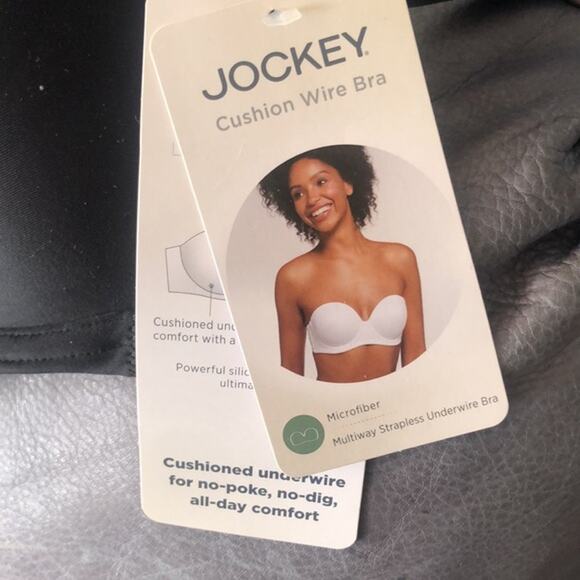 JOCKEY®
Cushion Wire Bra
Microfiber
Multiway Strapless Underwire Bra
Cushioned
comfort with a
Powerful
ultima
Cushioned underwire
for no-poke, no-dig,
all-day comfort